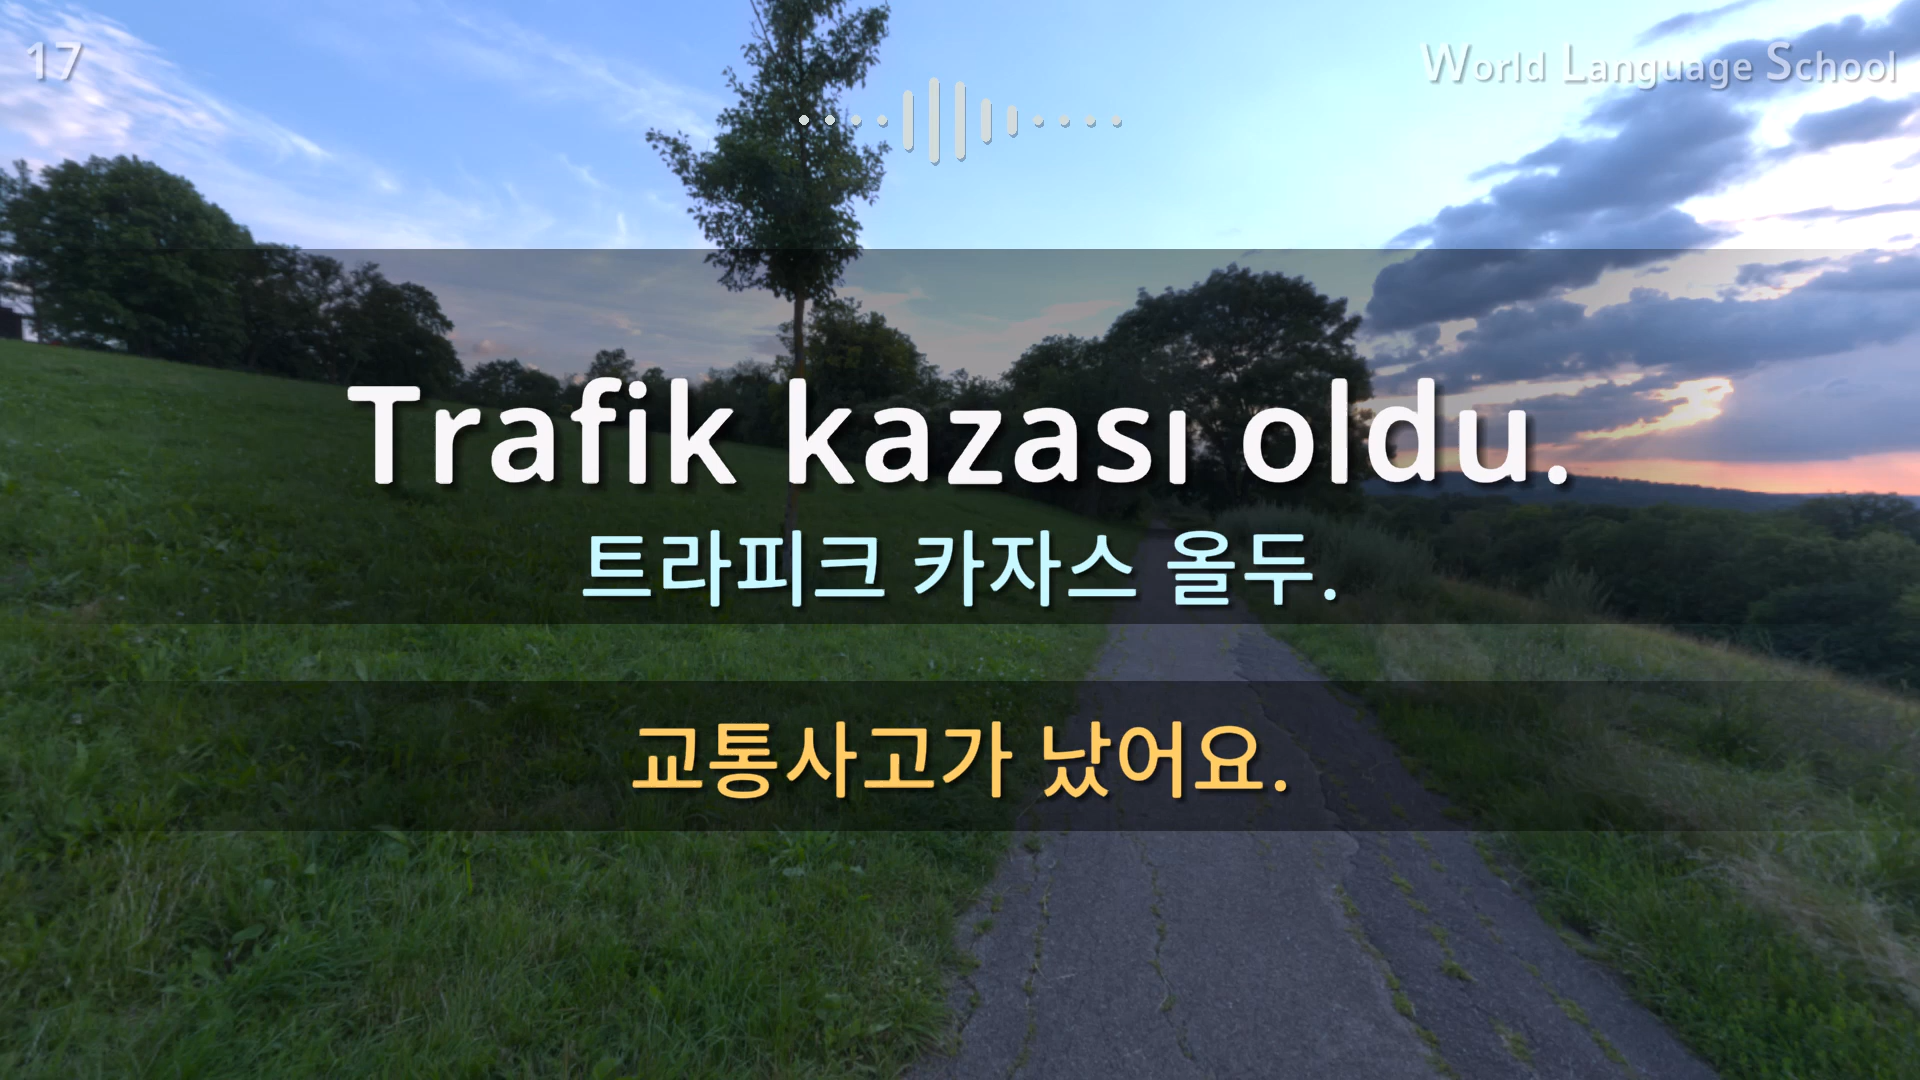 17
World Language School
Trafik kazası oldu.
트라피크 카자스 올두.
교통사고가 났어요.